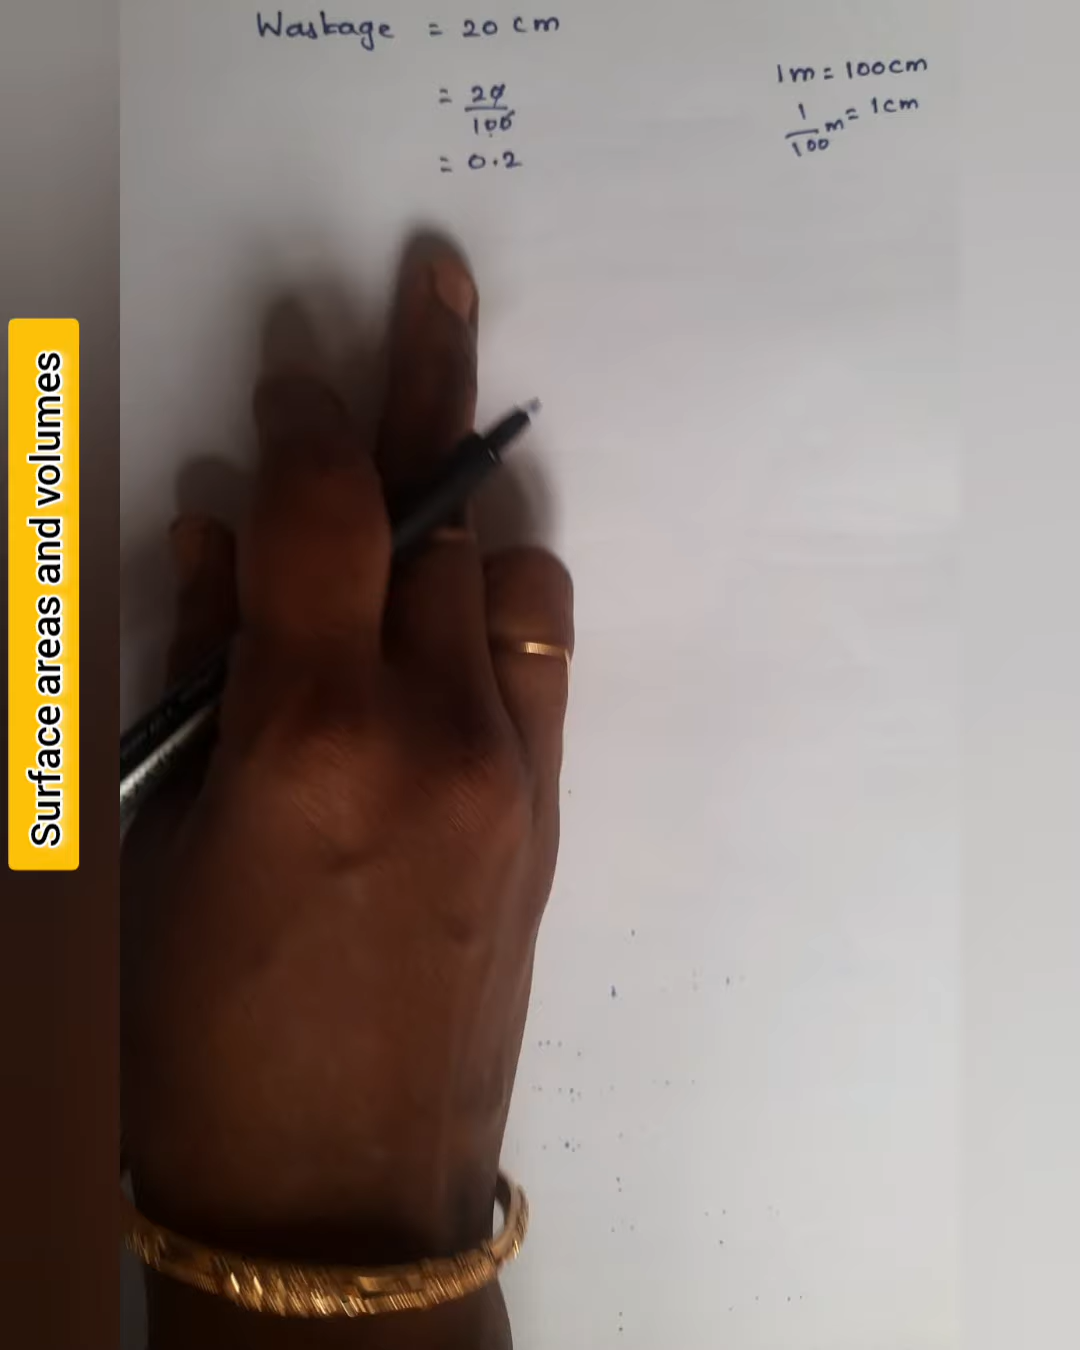 Wastage = 20 cm
= 20/100
= 0.2
1m = 100cm
1/100 m = 1cm
Surface areas and volumes